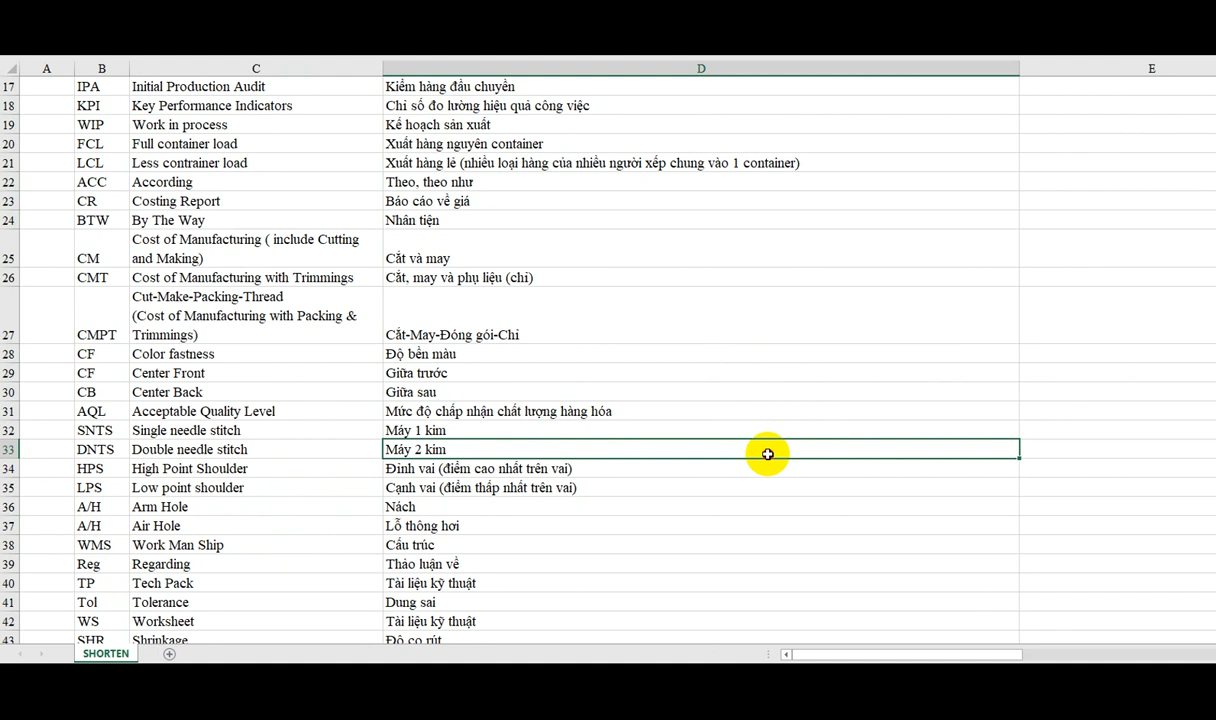 A B C D E
17 IPA Initial Production Audit Kiểm hàng đầu chuyền
18 KPI Key Performance Indicators Chỉ số đo lường hiệu quả công việc
19 WIP Work in process Kế hoạch sản xuất
20 FCL Full container load Xuất hàng nguyên container
21 LCL Less contrainer load Xuất hàng lẻ (nhiều loại hàng của nhiều người xếp chung vào 1 container)
22 ACC According Theo, theo như
23 CR Costing Report Báo cáo về giá
24 BTW By The Way Nhân tiện
Cost of Manufacturing ( include Cutting
25 CM and Making) Cắt và may
26 CMT Cost of Manufacturing with Trimmings Cắt, may và phụ liệu (chỉ)
Cut-Make-Packing-Thread
(Cost of Manufacturing with Packing &
27 CMPT Trimmings) Cắt-May-Đóng gói-Chỉ
28 CF Color fastness Độ bền màu
29 CF Center Front Giữa trước
30 CB Center Back Giữa sau
31 AQL Acceptable Quality Level Mức độ chấp nhận chất lượng hàng hóa
32 SNTS Single needle stitch Máy 1 kim
33 DNTS Double needle stitch Máy 2 kim
34 HPS High Point Shoulder Đỉnh vai (điểm cao nhất trên vai)
35 LPS Low point shoulder Cạnh vai (điểm thấp nhất trên vai)
36 A/H Arm Hole Nách
37 A/H Air Hole Lỗ thông hơi
38 WMS Work Man Ship Cấu trúc
39 Reg Regarding Thảo luận về
40 TP Tech Pack Tài liệu kỹ thuật
41 Tol Tolerance Dung sai
42 WS Worksheet Tài liệu kỹ thuật
43 SHR Shrinkage Độ co rút
SHORTEN